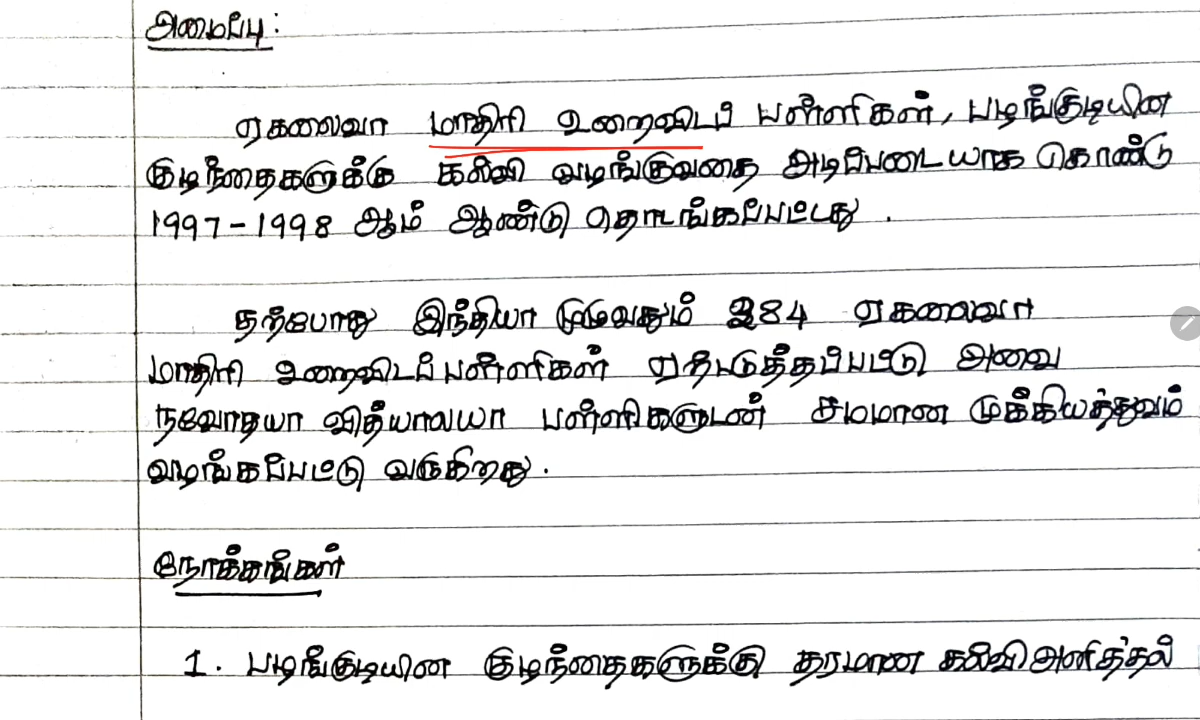 அமைப்பு:
ஏகலைவா மாதிரி உறைவிடப் பள்ளிகள், பழங்குடியின
குழந்தைகளுக்கு கல்வி வழங்குவதை அடிப்படையாக கொண்டு
1997-1998 ஆம் ஆண்டு தொடங்கப்பட்டது.
தற்போது இந்தியா முழுவதும் 284 ஏகலைவா
மாதிரி உறைவிடப்பள்ளிகள் ஏற்படுத்தப்பட்டு அவை
நவோதயா வித்யாலயா பள்ளிகளுடன் சமமான முக்கியத்துவம்
வழங்கப்பட்டு வருகிறது.
நோக்கங்கள்
1. பழங்குடியின குழந்தைகளுக்கு தரமான கல்வி அளித்தல்